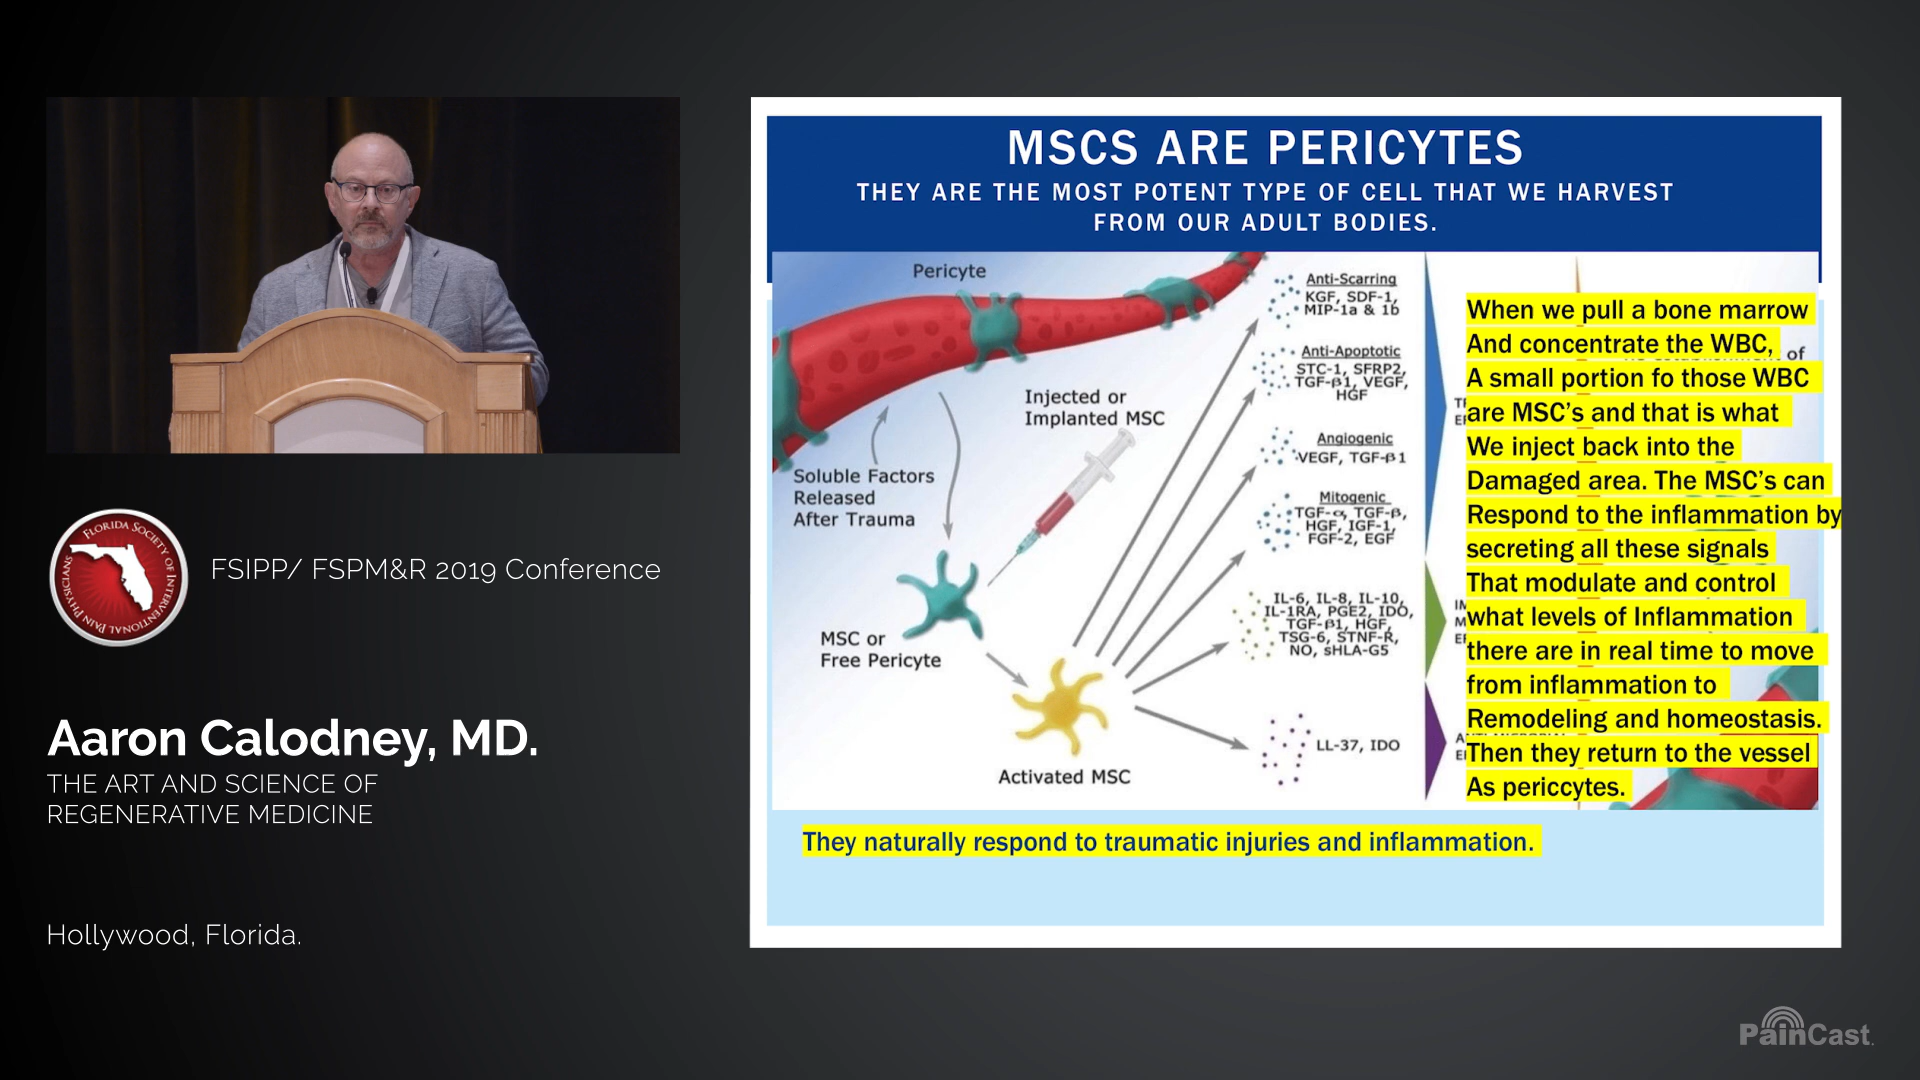 MSCS ARE PERICYTES
THEY ARE THE MOST POTENT TYPE OF CELL THAT WE HARVEST
FROM OUR ADULT BODIES.
Pericyte
Soluble Factors
Released
After Trauma
Injected or
Implanted MSC
MSC or
Free Pericyte
Activated MSC
Anti-Scarring
KGF, SDF-1,
MIP-1a & 1b
Anti-Apoptotic
STC-1, SFRP2,
TGF-β1, VEGF,
HGF
Angiogenic
VEGF, TGF-β1
Mitogenic
TGF-α, TGF-β,
HGF, IGF-1,
FGF-2, EGF
IL-6, IL-8, IL-10,
IL-1RA, PGE2, IDO,
TGF-β1, HGF,
TSG-6, STNF-R,
NO, sHLA-G5
LL-37, IDO
of
When we pull a bone marrow
And concentrate the WBC,
A small portion fo those WBC
are MSC's and that is what
We inject back into the
Damaged area. The MSC's can
Respond to the inflammation by
secreting all these signals
That modulate and control
what levels of Inflammation
there are in real time to move
from inflammation to
Remodeling and homeostasis.
Then they return to the vessel
As periccytes.
They naturally respond to traumatic injuries and inflammation.
FLORIDA SOCIETY OF INTERVENTIONAL PAIN PHYSICIANS
FSIPP/ FSPM&R 2019 Conference
Aaron Calodney, MD.
THE ART AND SCIENCE OF
REGENERATIVE MEDICINE
Hollywood, Florida.
PainCast.